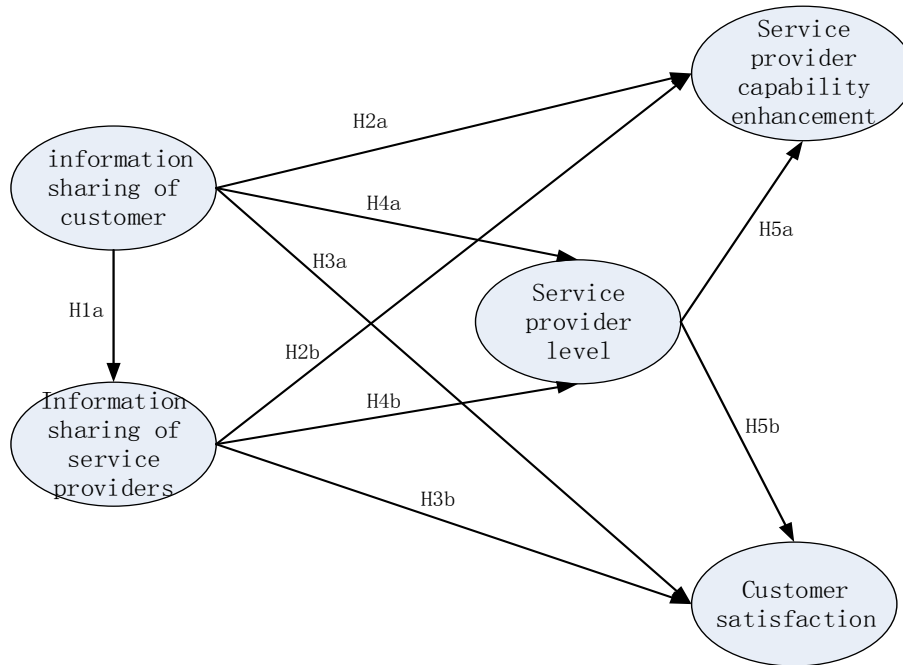 Service
provider
capability
enhancement
H2a
information
sharing of
customer
H4a
H5a
H3a
Service
provider
level
H1a
H2b
Information
sharing of
service
providers
H4b
H5b
H3b
Customer
satisfaction